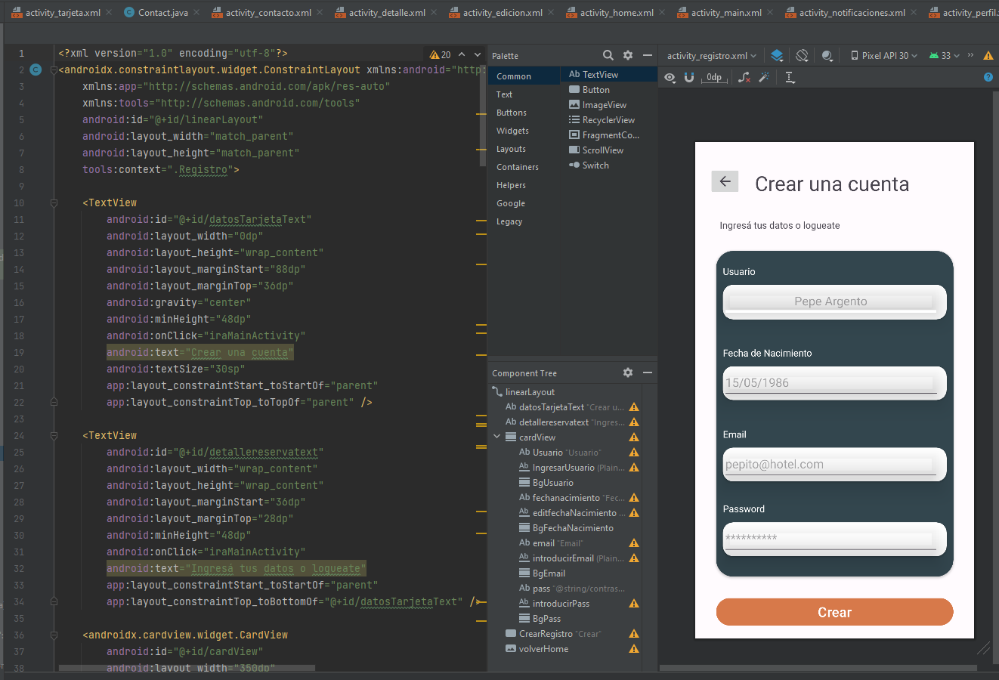 activity_tarjeta.xml
Contact.java
activity_contacto.xml
activity_detalle.xml
activity_edicion.xml
activity_home.xml
activity_main.xml
activity_notificaciones.xml
activity_perfil.
1 <?xml version="1.0" encoding="utf-8"?>
20
2 <androidx.constraintlayout.widget.ConstraintLayout xmlns:android="http:
3 xmlns:app="http://schemas.android.com/apk/res-auto"
4 xmlns:tools="http://schemas.android.com/tools"
5 android:id="@+id/linearLayout"
6 android:layout_width="match_parent"
7 android:layout_height="match_parent"
8 tools:context=".Registro">
9
10 <TextView
11 android:id="@+id/datosTarjetaText"
12 android:layout_width="0dp"
13 android:layout_height="wrap_content"
14 android:layout_marginStart="88dp"
15 android:layout_marginTop="36dp"
16 android:gravity="center"
17 android:minHeight="48dp"
18 android:onClick="iraMainActivity"
19 android:text="Crear una cuenta"
20 android:textSize="30sp"
21 app:layout_constraintStart_toStartOf="parent"
22 app:layout_constraintTop_toTopOf="parent" />
23
24 <TextView
25 android:id="@+id/detallereservatext"
26 android:layout_width="wrap_content"
27 android:layout_height="wrap_content"
28 android:layout_marginStart="36dp"
29 android:layout_marginTop="28dp"
30 android:minHeight="48dp"
31 android:onClick="iraMainActivity"
32 android:text="Ingresá tus datos o logueate"
33 app:layout_constraintStart_toStartOf="parent"
34 app:layout_constraintTop_toBottomOf="@+id/datosTarjetaText" />
35
36 <androidx.cardview.widget.CardView
37 android:id="@+id/cardView"
38 android:layout_width="350dp"
Palette
Common
Text
Buttons
Widgets
Layouts
Containers
Helpers
Google
Legacy
Ab TextView
Button
ImageView
RecyclerView
FragmentCo...
ScrollView
Switch
Component Tree
linearLayout
Ab datosTarjetaText "Crear u...
Ab detallereservatext "Ingres...
cardView
Ab Usuario "Usuario"
Ab IngresarUsuario (Plain...
BgUsuario
Ab fechanacimiento "Fec...
Ab editfechaNacimiento ...
BgFechaNacimiento
Ab email "Email"
Ab introducirEmail (Plain...
BgEmail
Ab pass "@string/contras...
Ab introducirPass
BgPass
CrearRegistro "Crear"
volverHome
activity_registro.xml
Pixel API 30
33
0dp
?
Crear una cuenta
Ingresá tus datos o logueate
Usuario
Pepe Argento
Fecha de Nacimiento
15/05/1986
Email
pepito@hotel.com
Password
**********
Crear